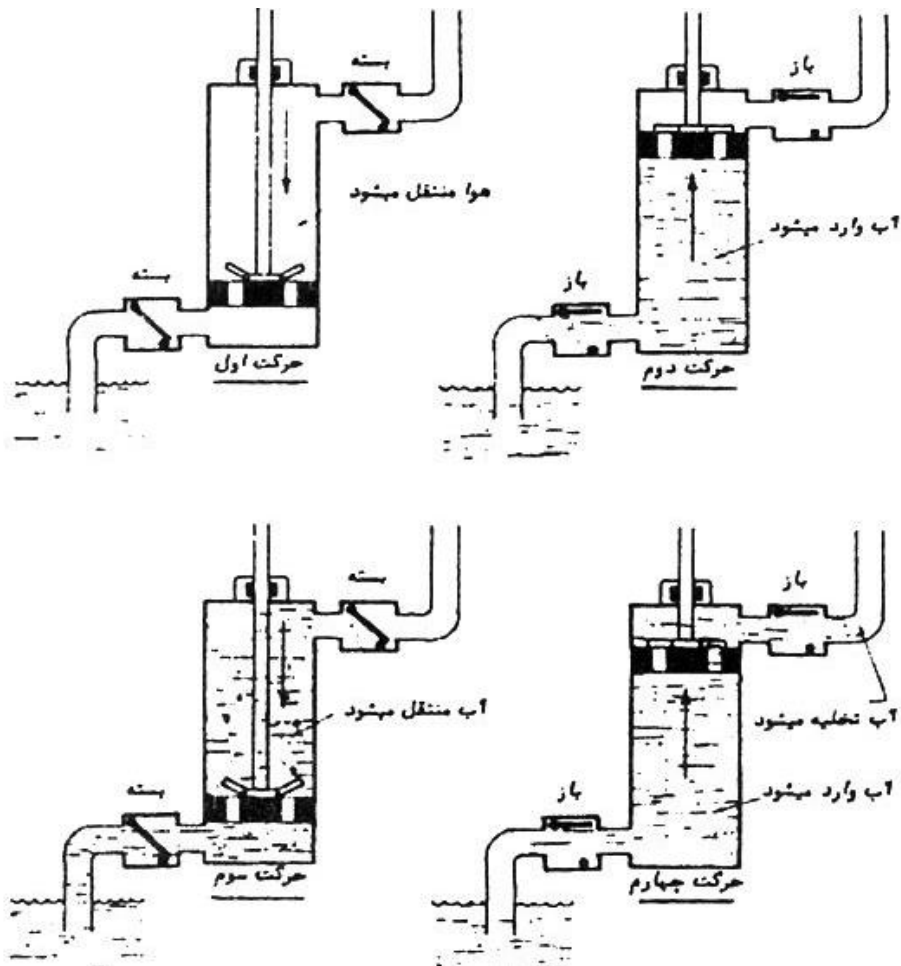 بسته
هوا منتقل میشود
بسته
حرکت اول
باز
آب وارد میشود
باز
حرکت دوم
بسته
آب منتقل میشود
بسته
حرکت سوم
باز
آب تخلیه میشود
آب وارد میشود
باز
حرکت چهارم